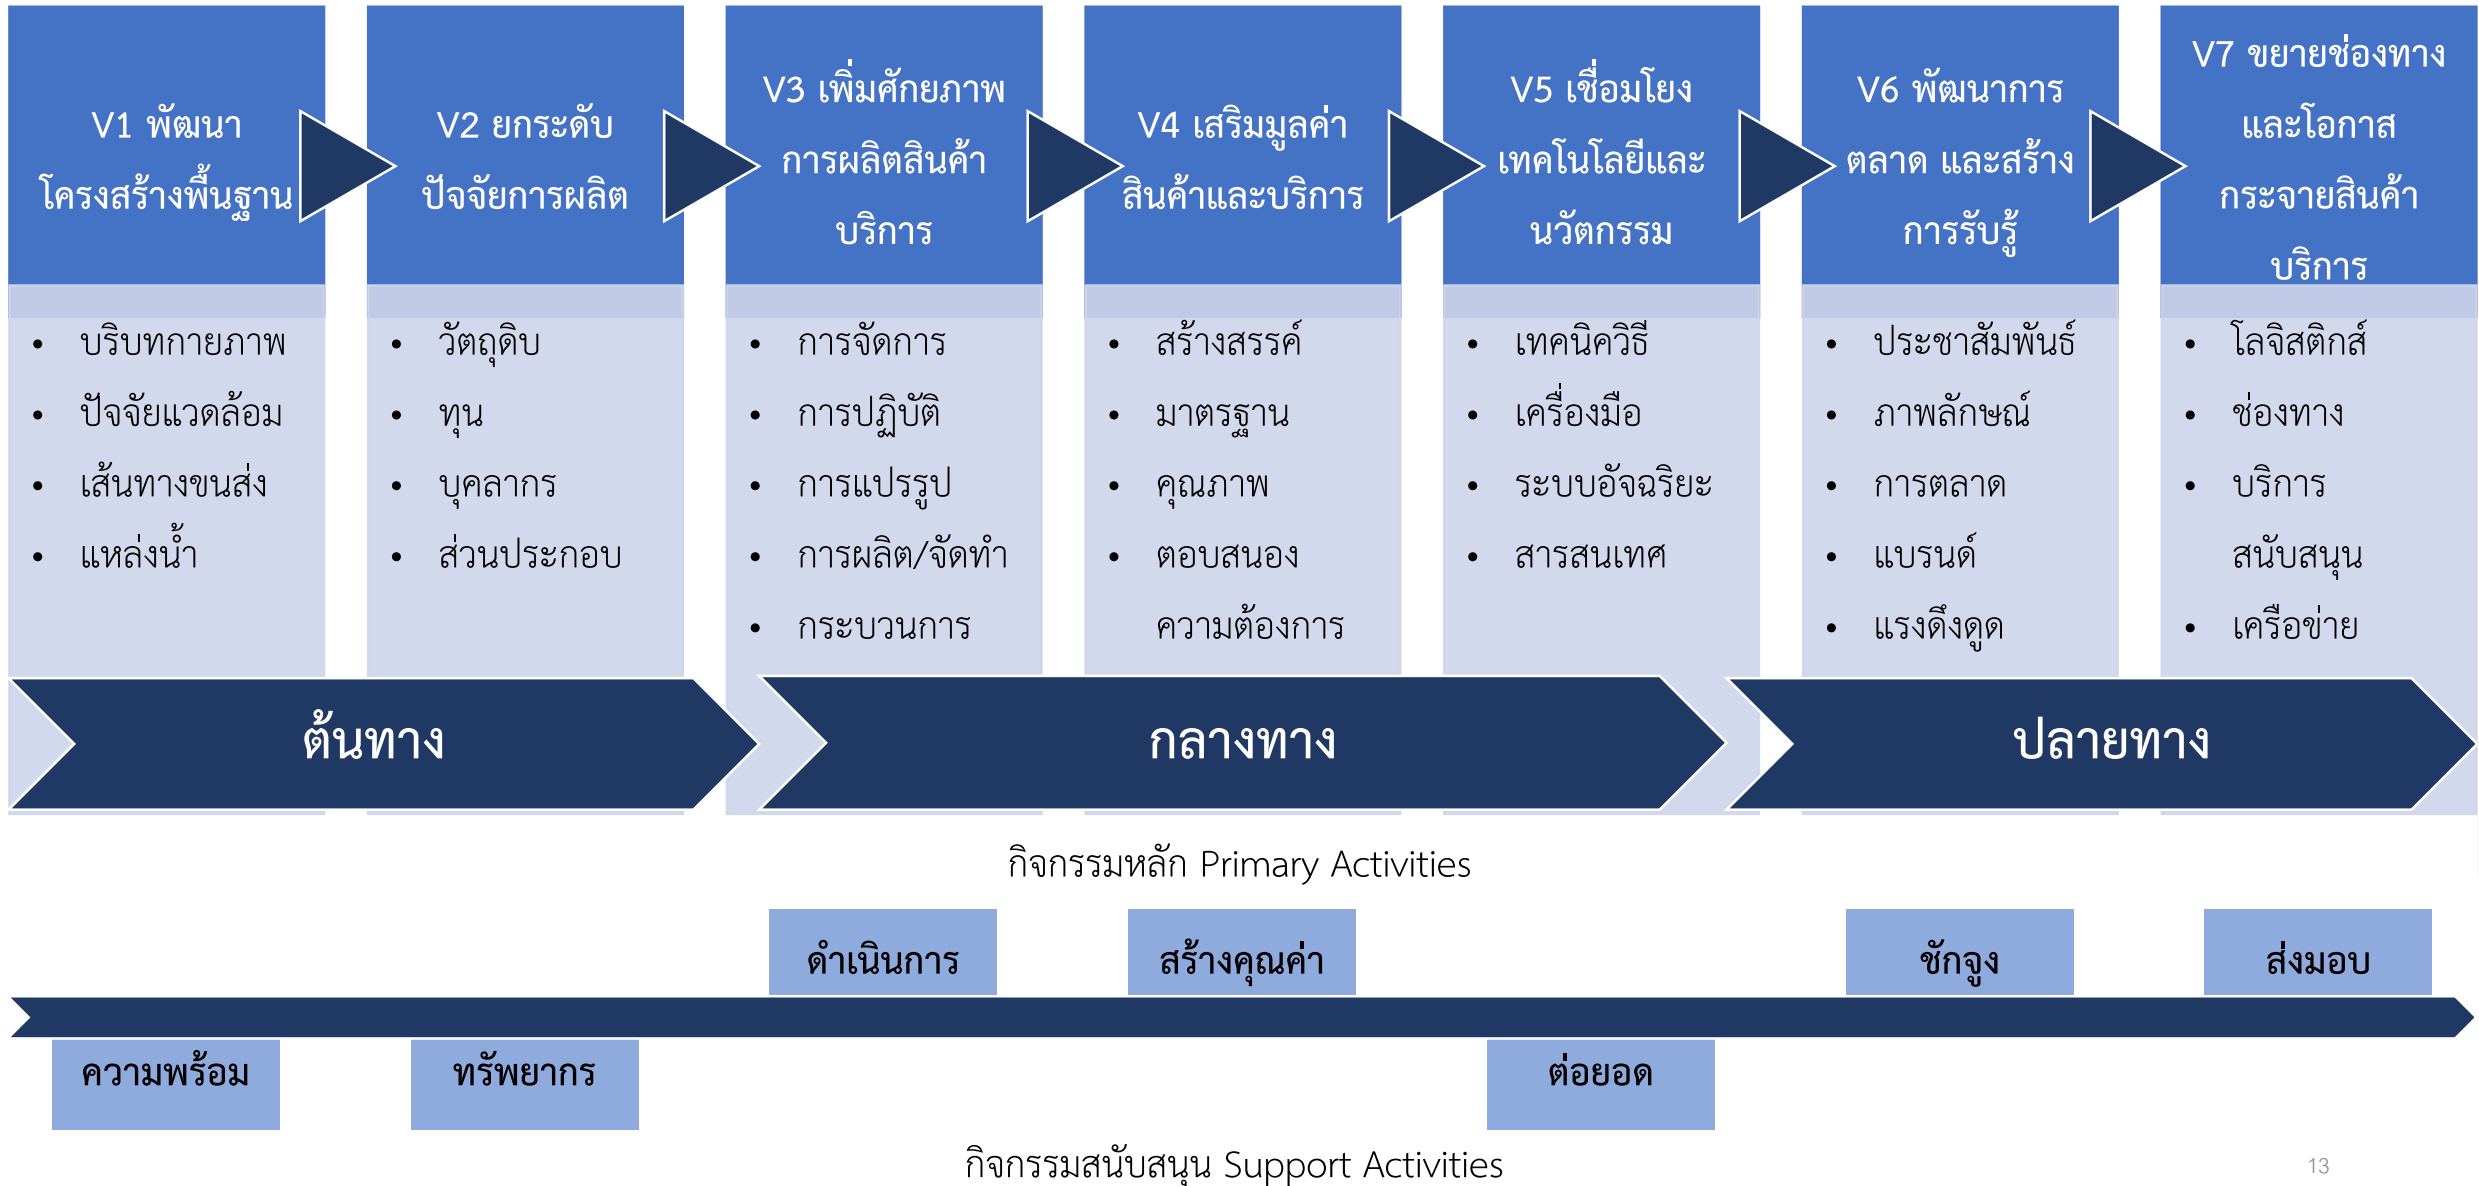 V1 พัฒนา
โครงสร้างพื้นฐาน
V2 ยกระดับ
ปัจจัยการผลิต
V3 เพิ่มศักยภาพ
การผลิตสินค้า
บริการ
V4 เสริมมูลค่า
สินค้าและบริการ
V5 เชื่อมโยง
เทคโนโลยีและ
นวัตกรรม
V6 พัฒนาการ
ตลาด และสร้าง
การรับรู้
V7 ขยายช่องทาง
และโอกาส
กระจายสินค้า
บริการ
• บริบทกายภาพ
• ปัจจัยแวดล้อม
• เส้นทางขนส่ง
• แหล่งน้ำ
• วัตถุดิบ
• ทุน
• บุคลากร
• ส่วนประกอบ
• การจัดการ
• การปฏิบัติ
• การแปรรูป
• การผลิต/จัดทำ
• กระบวนการ
• สร้างสรรค์
• มาตรฐาน
• คุณภาพ
• ตอบสนอง
ความต้องการ
• เทคนิควิธี
• เครื่องมือ
• ระบบอัจฉริยะ
• สารสนเทศ
• ประชาสัมพันธ์
• ภาพลักษณ์
• การตลาด
• แบรนด์
• แรงดึงดูด
• โลจิสติกส์
• ช่องทาง
• บริการ
สนับสนุน
• เครือข่าย
ต้นทาง
กลางทาง
ปลายทาง
กิจกรรมหลัก Primary Activities
ดำเนินการ
สร้างคุณค่า
ชักจูง
ส่งมอบ
ความพร้อม
ทรัพยากร
ต่อยอด
กิจกรรมสนับสนุน Support Activities
13